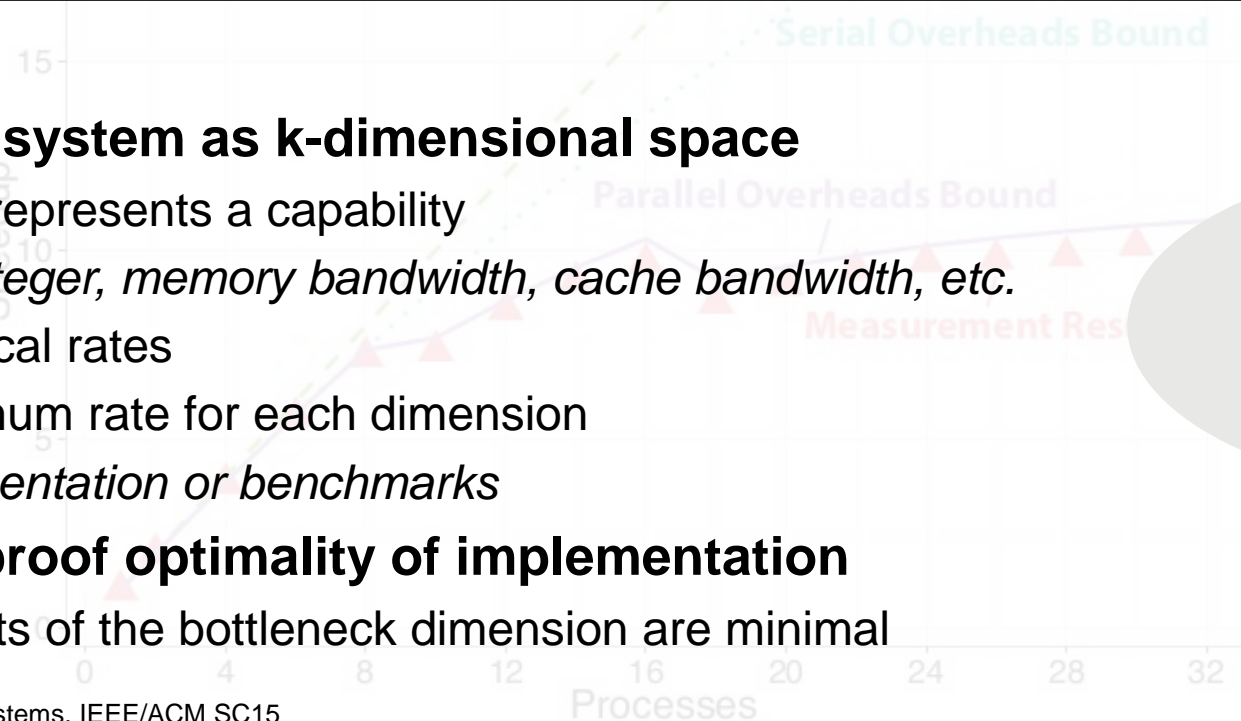 Serial Overheads Bound
15
system as k-dimensional space
represents a capability
Parallel Overheads Bound
10
teger, memory bandwidth, cache bandwidth, etc.
Measurement Res
cal rates
num rate for each dimension
5
entation or benchmarks
proof optimality of implementation
ts of the bottleneck dimension are minimal
0
0 4 8 12 16 20 24 28 32
Processes
stems. IEEE/ACM SC15